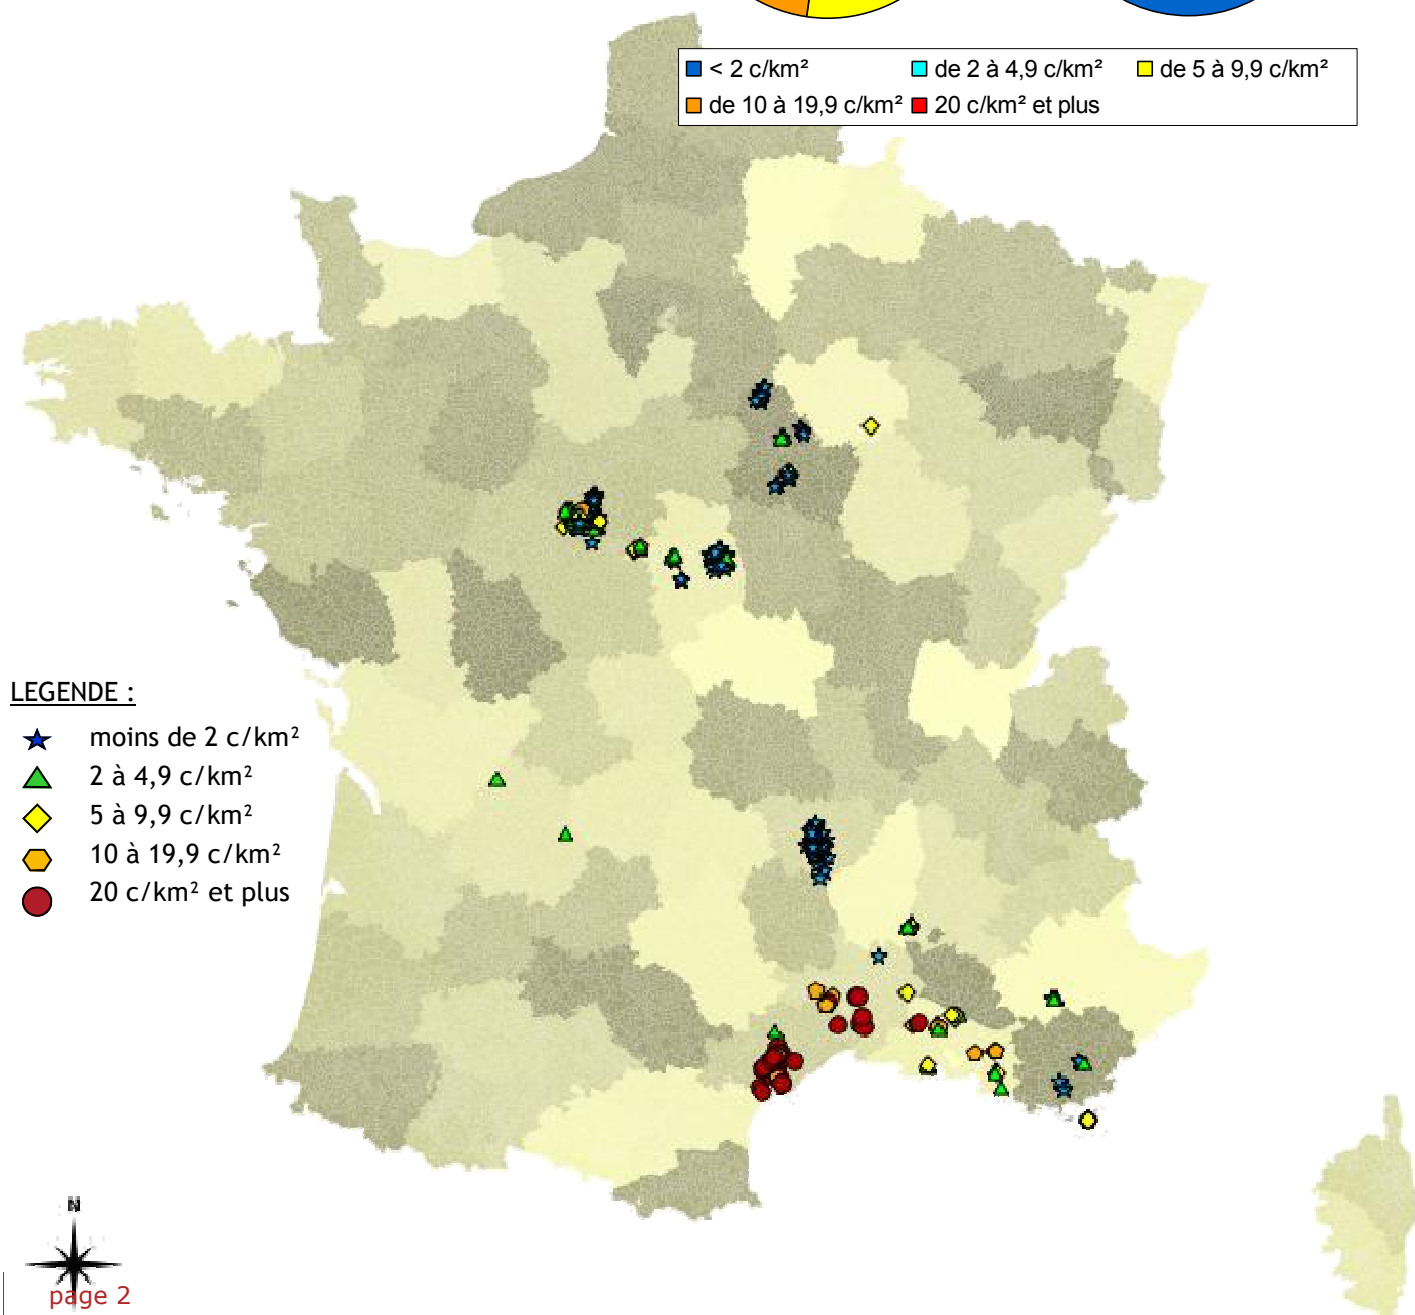 < 2 c/km² de 2 à 4,9 c/km² de 5 à 9,9 c/km²
de 10 à 19,9 c/km² 20 c/km² et plus
LEGENDE :
moins de 2 c/km²
2 à 4,9 c/km²
5 à 9,9 c/km²
10 à 19,9 c/km²
20 c/km² et plus
N
page 2